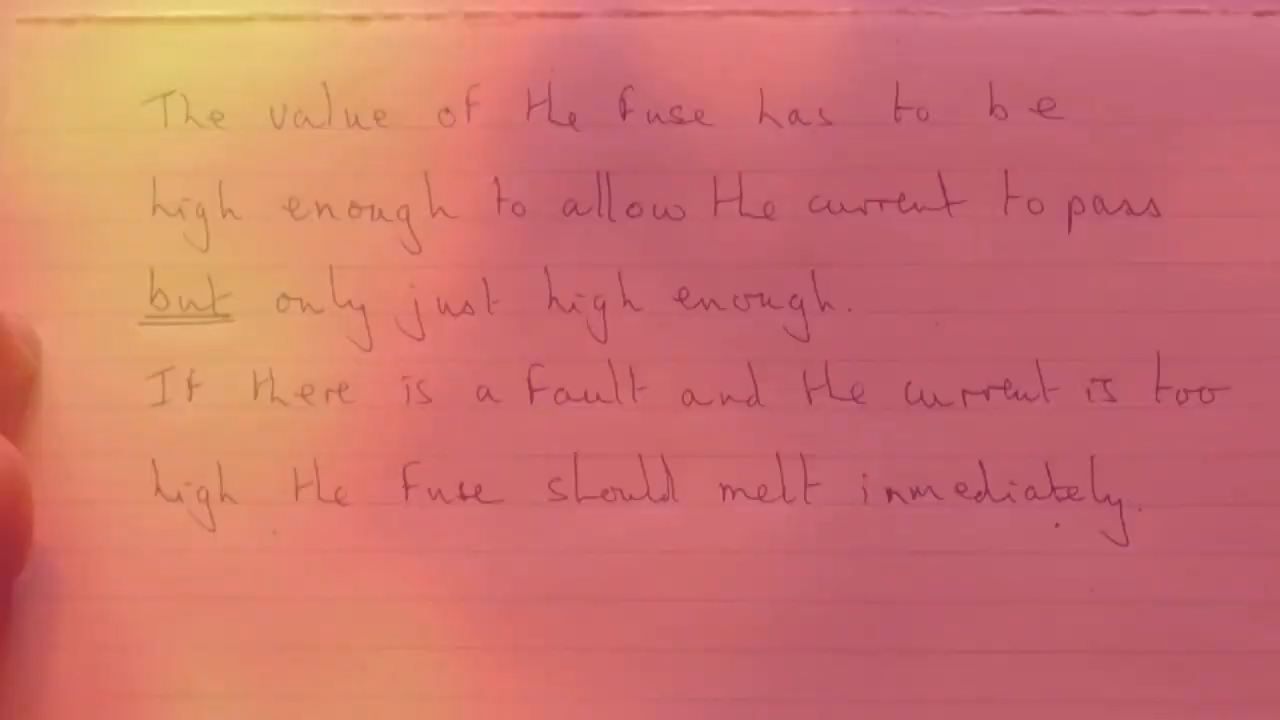 The value of the fuse has to be
high enough to allow the current to pass
but only just high enough.
If there is a fault and the current is too
high the fuse should melt immediately.